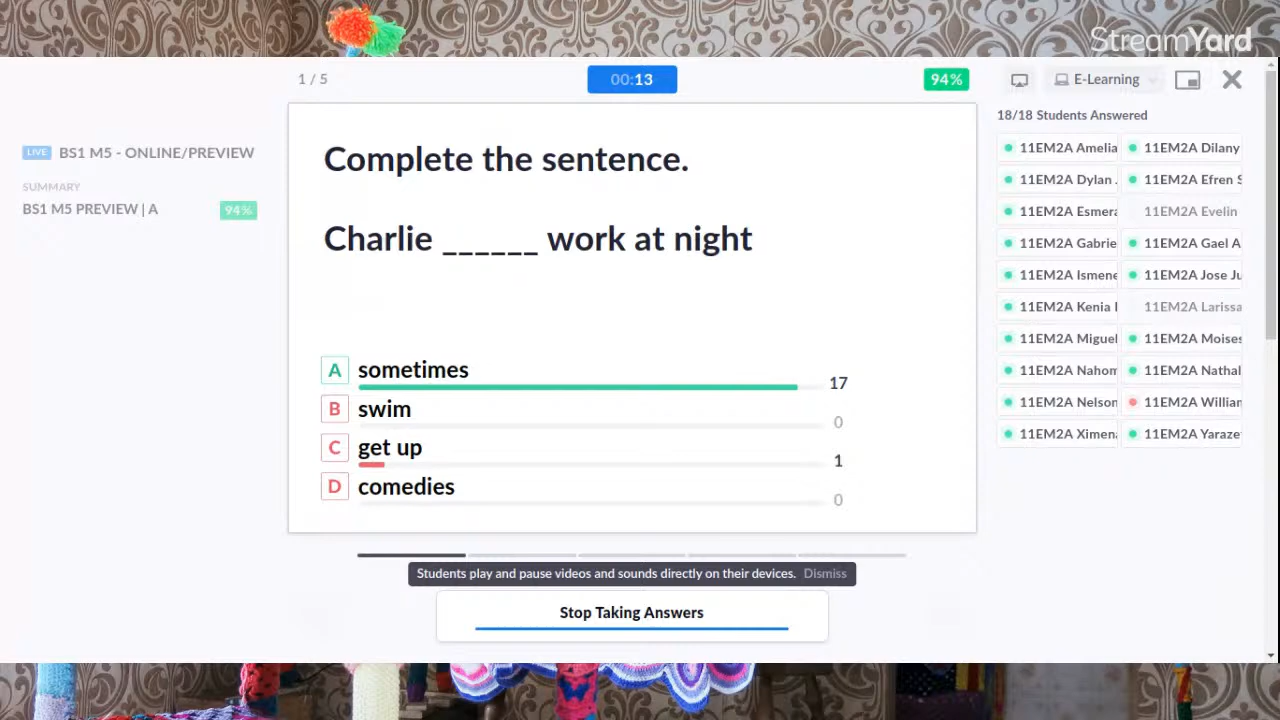 StreamYard
1 / 5
00:13
94%
E-Learning
18/18 Students Answered
LIVE BS1 M5 - ONLINE/PREVIEW
SUMMARY
BS1 M5 PREVIEW | A 94%
Complete the sentence.
Charlie ______ work at night
A sometimes 17
B swim 0
C get up 1
D comedies 0
11EM2A Amelia
11EM2A Dilany
11EM2A Dylan
11EM2A Efren S
11EM2A Esmera
11EM2A Evelin
11EM2A Gabrie
11EM2A Gael A
11EM2A Ismene
11EM2A Jose Ju
11EM2A Kenia
11EM2A Larissa
11EM2A Miguel
11EM2A Moises
11EM2A Nahom
11EM2A Nathal
11EM2A Nelson
11EM2A William
11EM2A Ximena
11EM2A Yaraze
Students play and pause videos and sounds directly on their devices. Dismiss
Stop Taking Answers